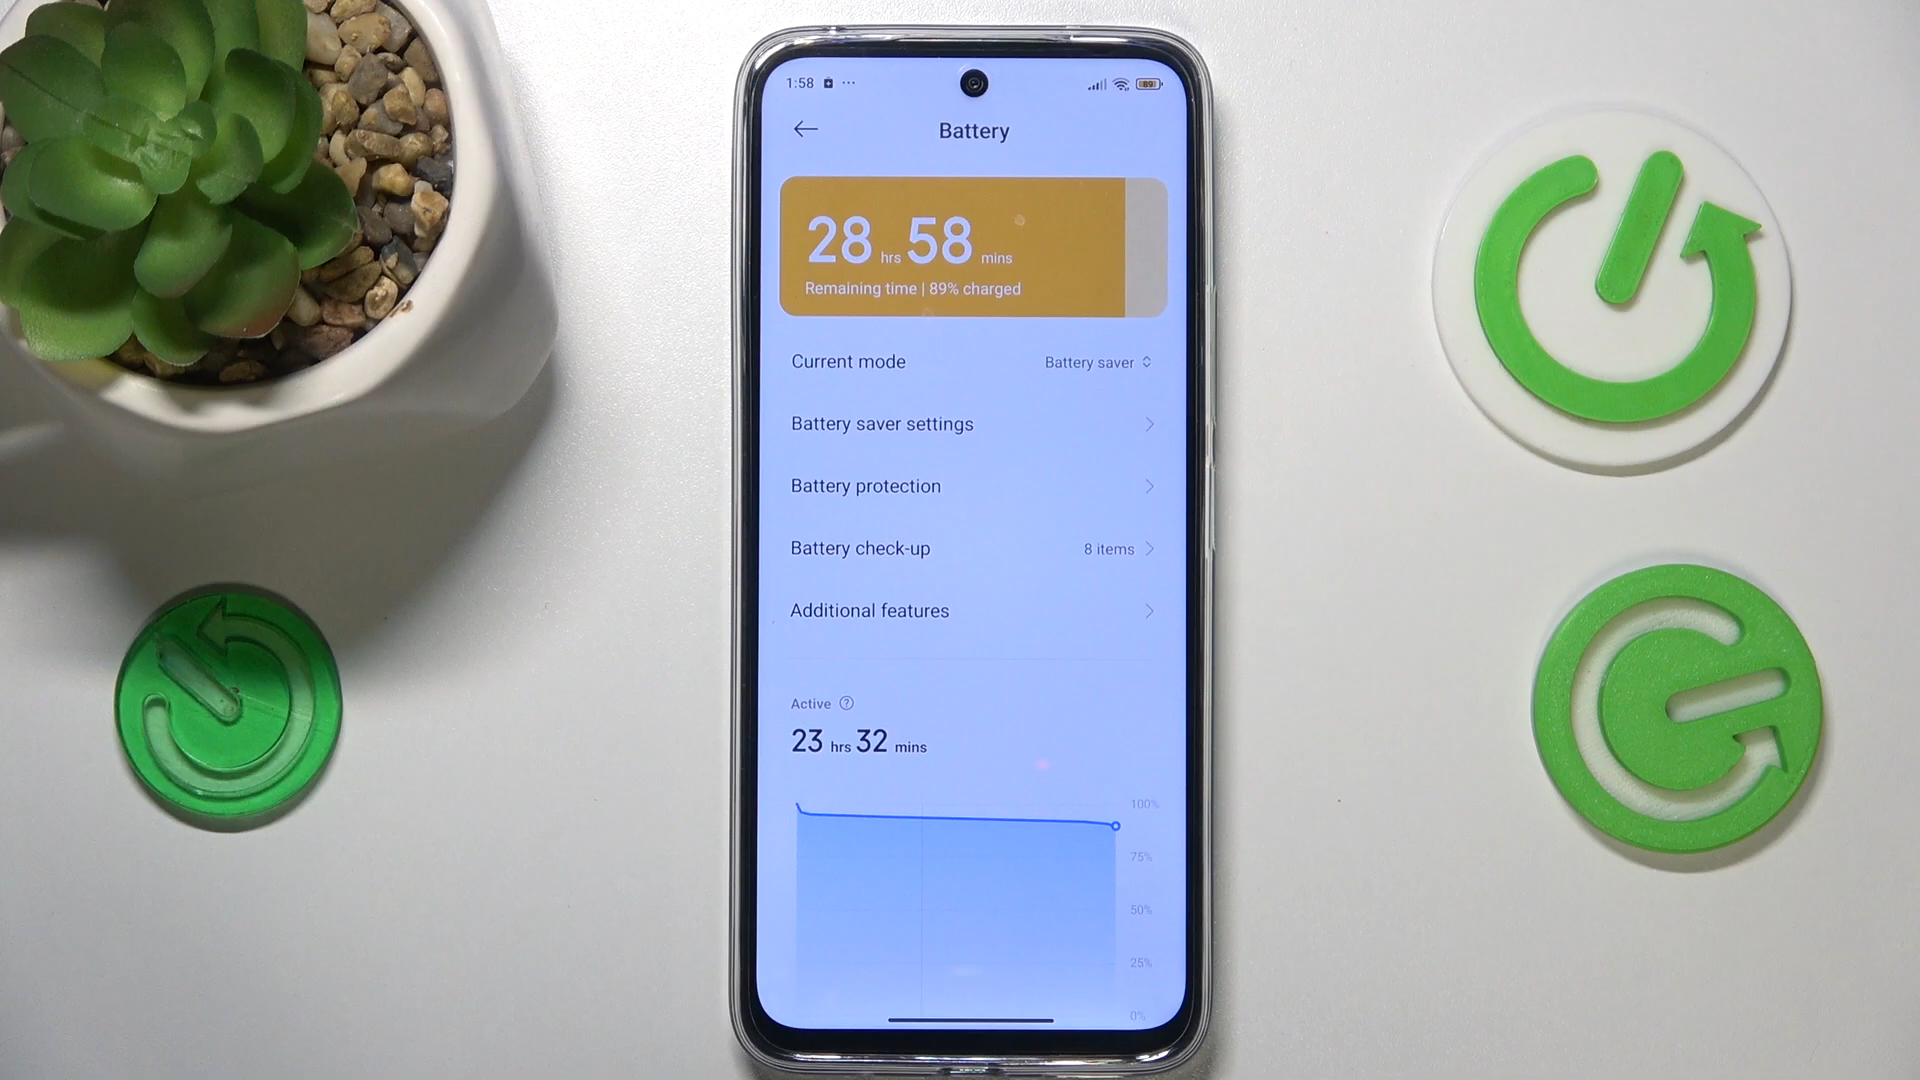 1:58 ··· 89
Battery
28 hrs 58 mins
Remaining time | 89% charged
Current mode Battery saver
Battery saver settings
Battery protection
Battery check-up 8 items
Additional features
Active ?
23 hrs 32 mins
100%
75%
50%
25%
0%